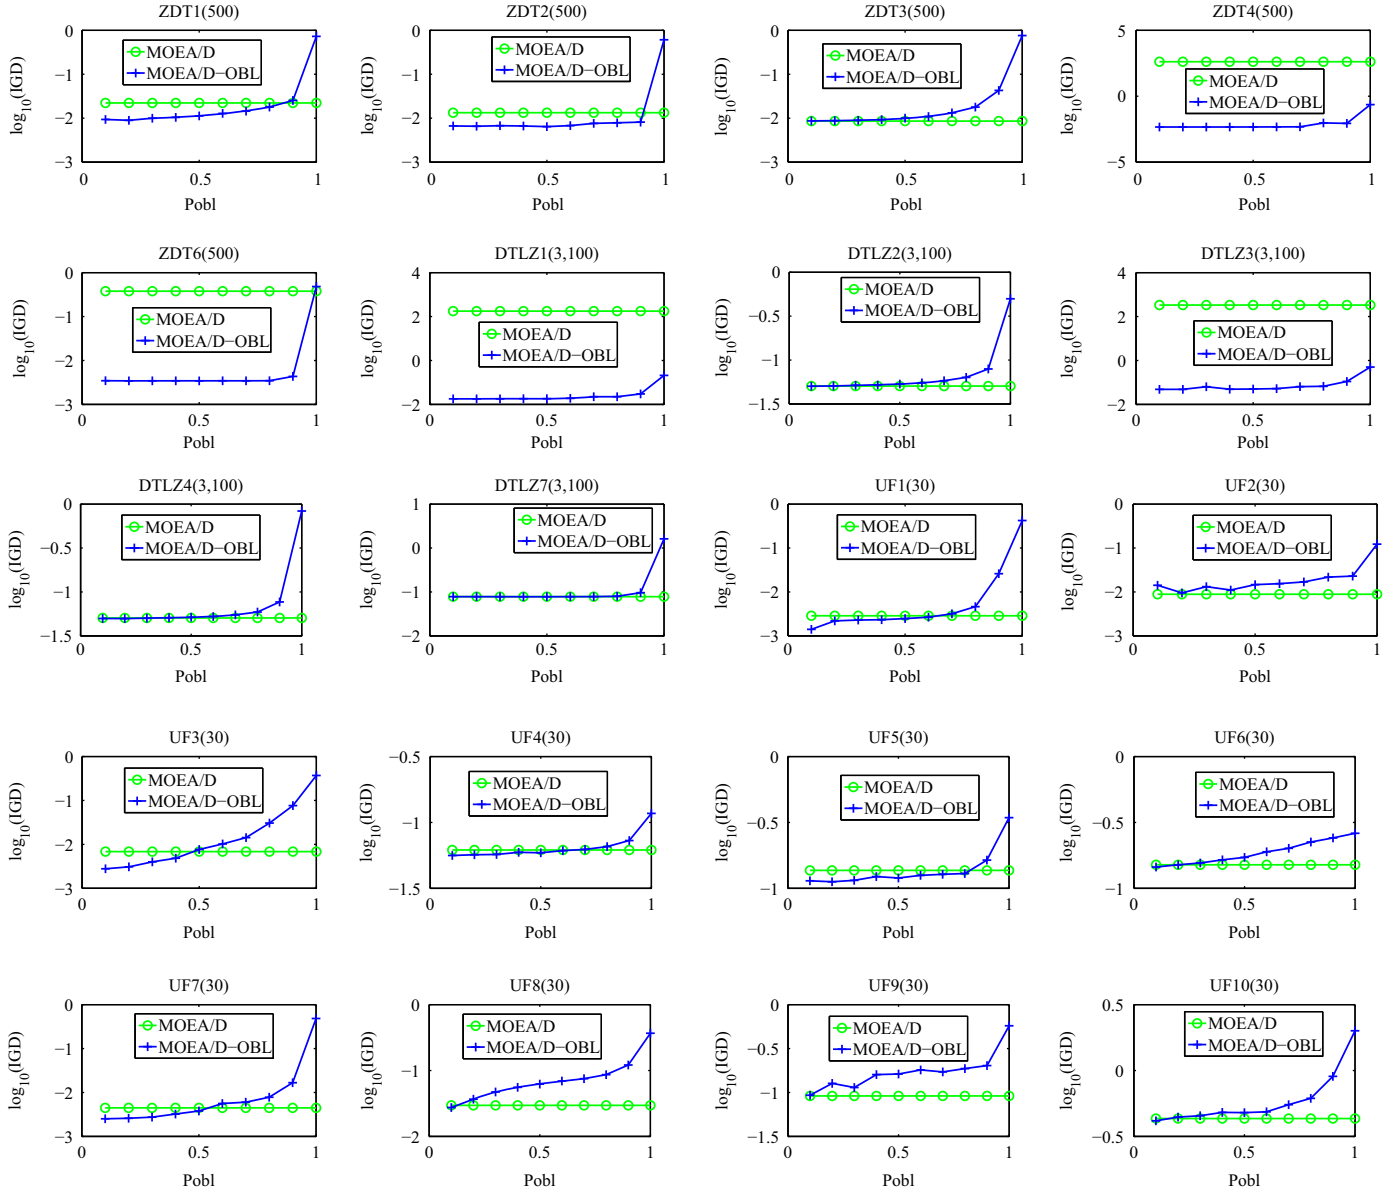 ZDT1(500)
0
−1
−2
−3
log10(IGD)
MOEA/D
MOEA/D−OBL
0
0.5
1
Pobl
ZDT2(500)
0
−1
−2
−3
log10(IGD)
MOEA/D
MOEA/D−OBL
0
0.5
1
Pobl
ZDT3(500)
0
−1
−2
−3
log10(IGD)
MOEA/D
MOEA/D−OBL
0
0.5
1
Pobl
ZDT4(500)
5
0
−5
log10(IGD)
MOEA/D
MOEA/D−OBL
0
0.5
1
Pobl
ZDT6(500)
0
−1
−2
−3
log10(IGD)
MOEA/D
MOEA/D−OBL
0
0.5
1
Pobl
DTLZ1(3,100)
4
2
0
−2
log10(IGD)
MOEA/D
MOEA/D−OBL
0
0.5
1
Pobl
DTLZ2(3,100)
0
−0.5
−1
−1.5
log10(IGD)
MOEA/D
MOEA/D−OBL
0
0.5
1
Pobl
DTLZ3(3,100)
4
2
0
−2
log10(IGD)
MOEA/D
MOEA/D−OBL
0
0.5
1
Pobl
DTLZ4(3,100)
0
−0.5
−1
−1.5
log10(IGD)
MOEA/D
MOEA/D−OBL
0
0.5
1
Pobl
DTLZ7(3,100)
1
0
−1
−2
log10(IGD)
MOEA/D
MOEA/D−OBL
0
0.5
1
Pobl
UF1(30)
0
−1
−2
−3
log10(IGD)
MOEA/D
MOEA/D−OBL
0
0.5
1
Pobl
UF2(30)
0
−1
−2
−3
log10(IGD)
MOEA/D
MOEA/D−OBL
0
0.5
1
Pobl
UF3(30)
0
−1
−2
−3
log10(IGD)
MOEA/D
MOEA/D−OBL
0
0.5
1
Pobl
UF4(30)
−0.5
−1
−1.5
log10(IGD)
MOEA/D
MOEA/D−OBL
0
0.5
1
Pobl
UF5(30)
0
−0.5
−1
log10(IGD)
MOEA/D
MOEA/D−OBL
0
0.5
1
Pobl
UF6(30)
0
−0.5
−1
log10(IGD)
MOEA/D
MOEA/D−OBL
0
0.5
1
Pobl
UF7(30)
0
−1
−2
−3
log10(IGD)
MOEA/D
MOEA/D−OBL
0
0.5
1
Pobl
UF8(30)
0
−1
−2
log10(IGD)
MOEA/D
MOEA/D−OBL
0
0.5
1
Pobl
UF9(30)
0
−0.5
−1
−1.5
log10(IGD)
MOEA/D
MOEA/D−OBL
0
0.5
1
Pobl
UF10(30)
0.5
0
−0.5
log10(IGD)
MOEA/D
MOEA/D−OBL
0
0.5
1
Pobl